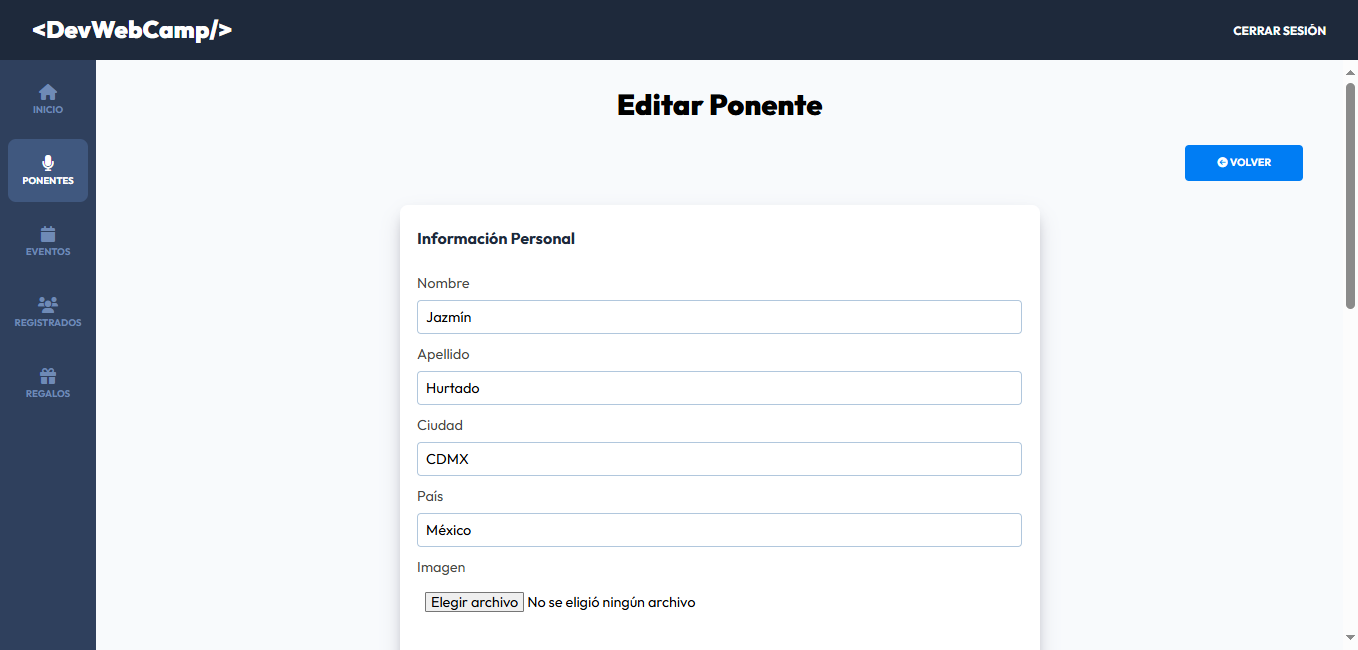 <DevWebCamp/>
CERRAR SESIÓN
INICIO
PONENTES
EVENTOS
REGISTRADOS
REGALOS
Editar Ponente
VOLVER
Información Personal
Nombre
Jazmín
Apellido
Hurtado
Ciudad
CDMX
País
México
Imagen
Elegir archivo No se eligió ningún archivo